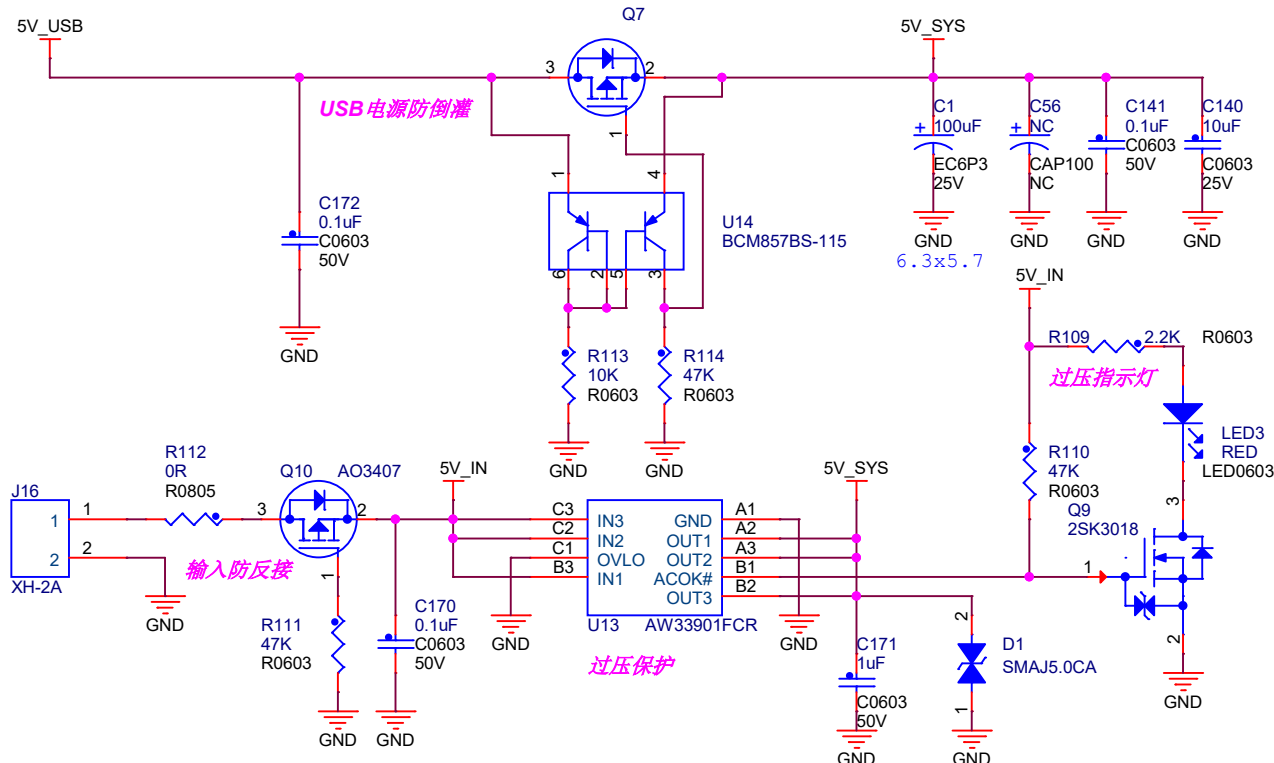 Q7
5V_USB
5V_SYS
3
2
1
USB电源防倒灌
C1
100uF
EC6P3
25V
C56
NC
CAP100
NC
C141
0.1uF
C0603
50V
C140
10uF
C0603
25V
GND
GND
GND
GND
6.3x5.7
1
4
U14
BCM857BS-115
6
2
5
3
C172
0.1uF
C0603
50V
GND
R113
10K
R0603
R114
47K
R0603
GND
GND
5V_IN
R109
2.2K
R0603
过压指示灯
LED3
RED
LED0603
R110
47K
R0603
Q9
2SK3018
3
1
2
GND
J16
1
2
XH-2A
1
2
GND
R112
0R
R0805
Q10
AO3407
3
2
1
输入防反接
R111
47K
R0603
GND
C170
0.1uF
C0603
50V
GND
5V_IN
C3
C2
C1
B3
IN3
IN2
OVLO
IN1
GND
OUT1
OUT2
ACOK#
OUT3
A1
A2
A3
B1
B2
U13
AW33901FCR
GND
过压保护
5V_SYS
GND
C171
1uF
C0603
50V
GND
2
D1
SMAJ5.0CA
1
GND